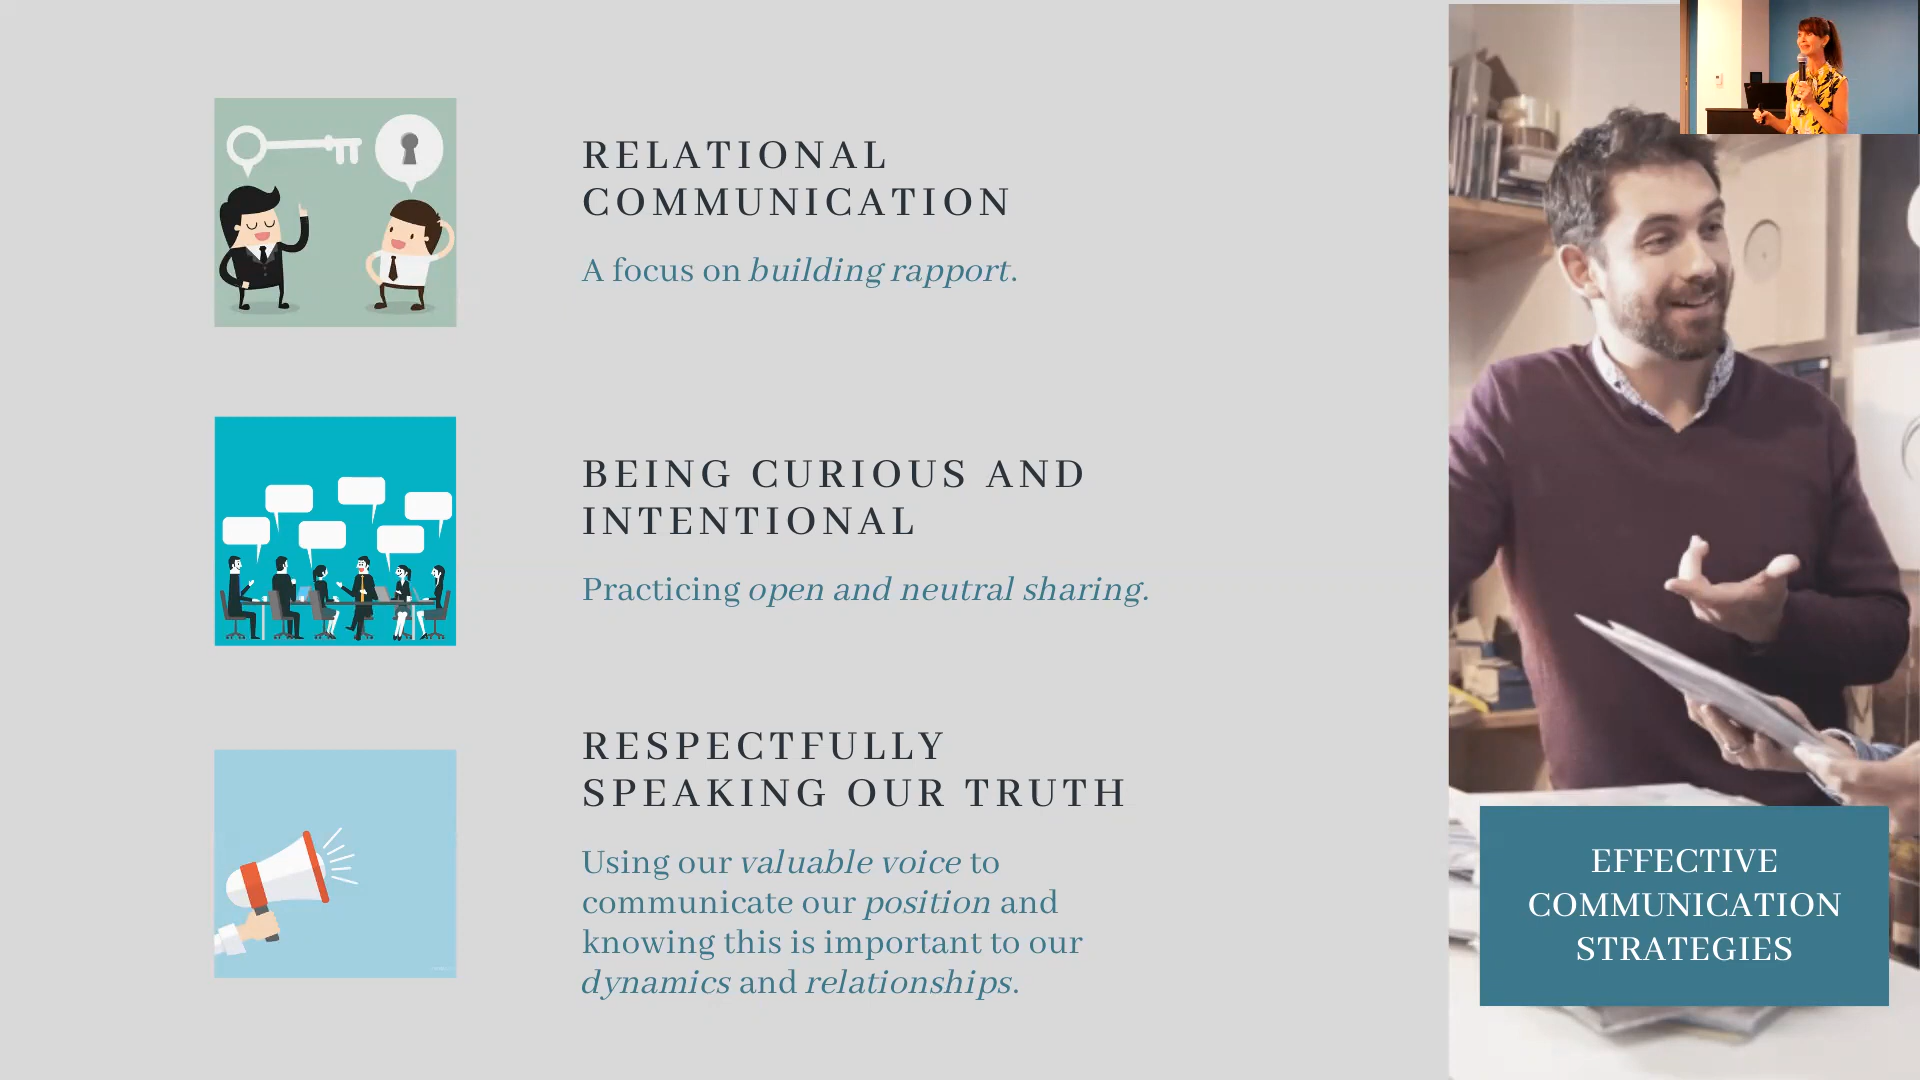 RELATIONAL
COMMUNICATION
A focus on building rapport.
BEING CURIOUS AND
INTENTIONAL
Practicing open and neutral sharing.
RESPECTFULLY
SPEAKING OUR TRUTH
Using our valuable voice to
communicate our position and
knowing this is important to our
dynamics and relationships.
EFFECTIVE
COMMUNICATION
STRATEGIES